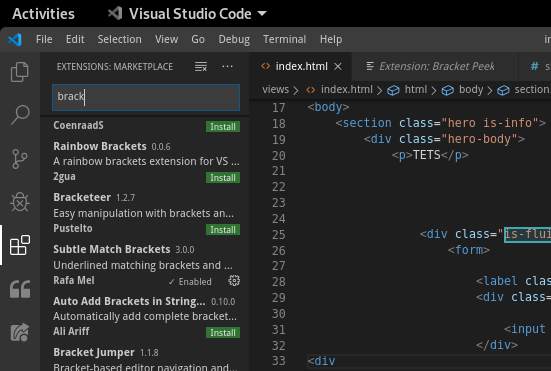 Activities Visual Studio Code
File Edit Selection View Go Debug Terminal Help
EXTENSIONS: MARKETPLACE
brack
CoenraadS Install
Rainbow Brackets 0.0.6
A rainbow brackets extension for VS ...
2gua Install
Bracketeer 1.2.7
Easy manipulation with brackets an...
Pustelto Install
Subtle Match Brackets 3.0.0
Underlined matching brackets and ...
Rafa Mel ✓ Enabled
Auto Add Brackets in String... 0.10.0
Automatically add complete bracket...
Ali Ariff Install
Bracket Jumper 1.1.8
Bracket-based editor navigation and...
index.html × Extension: Bracket Peek #
views > index.html > html > body > section.
17 <body>
18 <section class="hero is-info">
19 <div class="hero-body">
20 <p>TETS</p>
21
22
23
24
25 <div class="is-flui
26 <form>
27
28 <label clas
29 <div class=
30
31 <input
32 </div>
33 <div